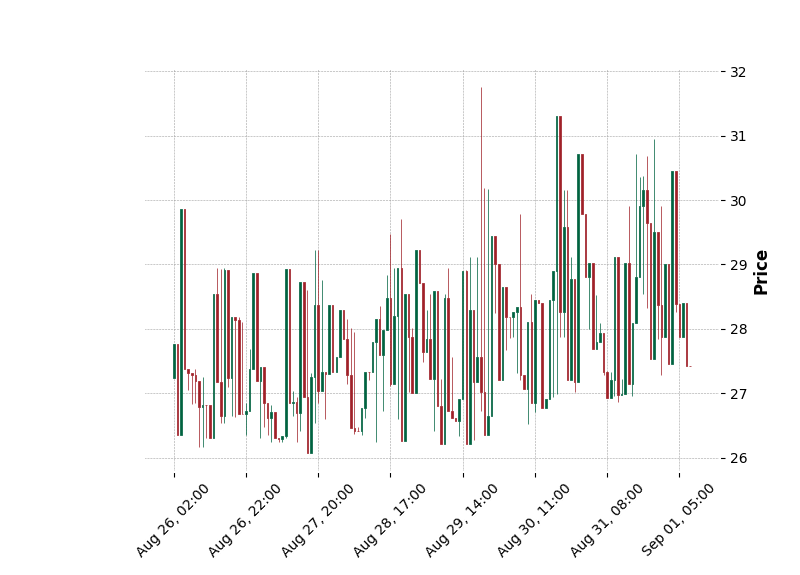 32
31
30
29
28
27
26
Price
Aug 26, 02:00
Aug 26, 22:00
Aug 27, 20:00
Aug 28, 17:00
Aug 29, 14:00
Aug 30, 11:00
Aug 31, 08:00
Sep 01, 05:00